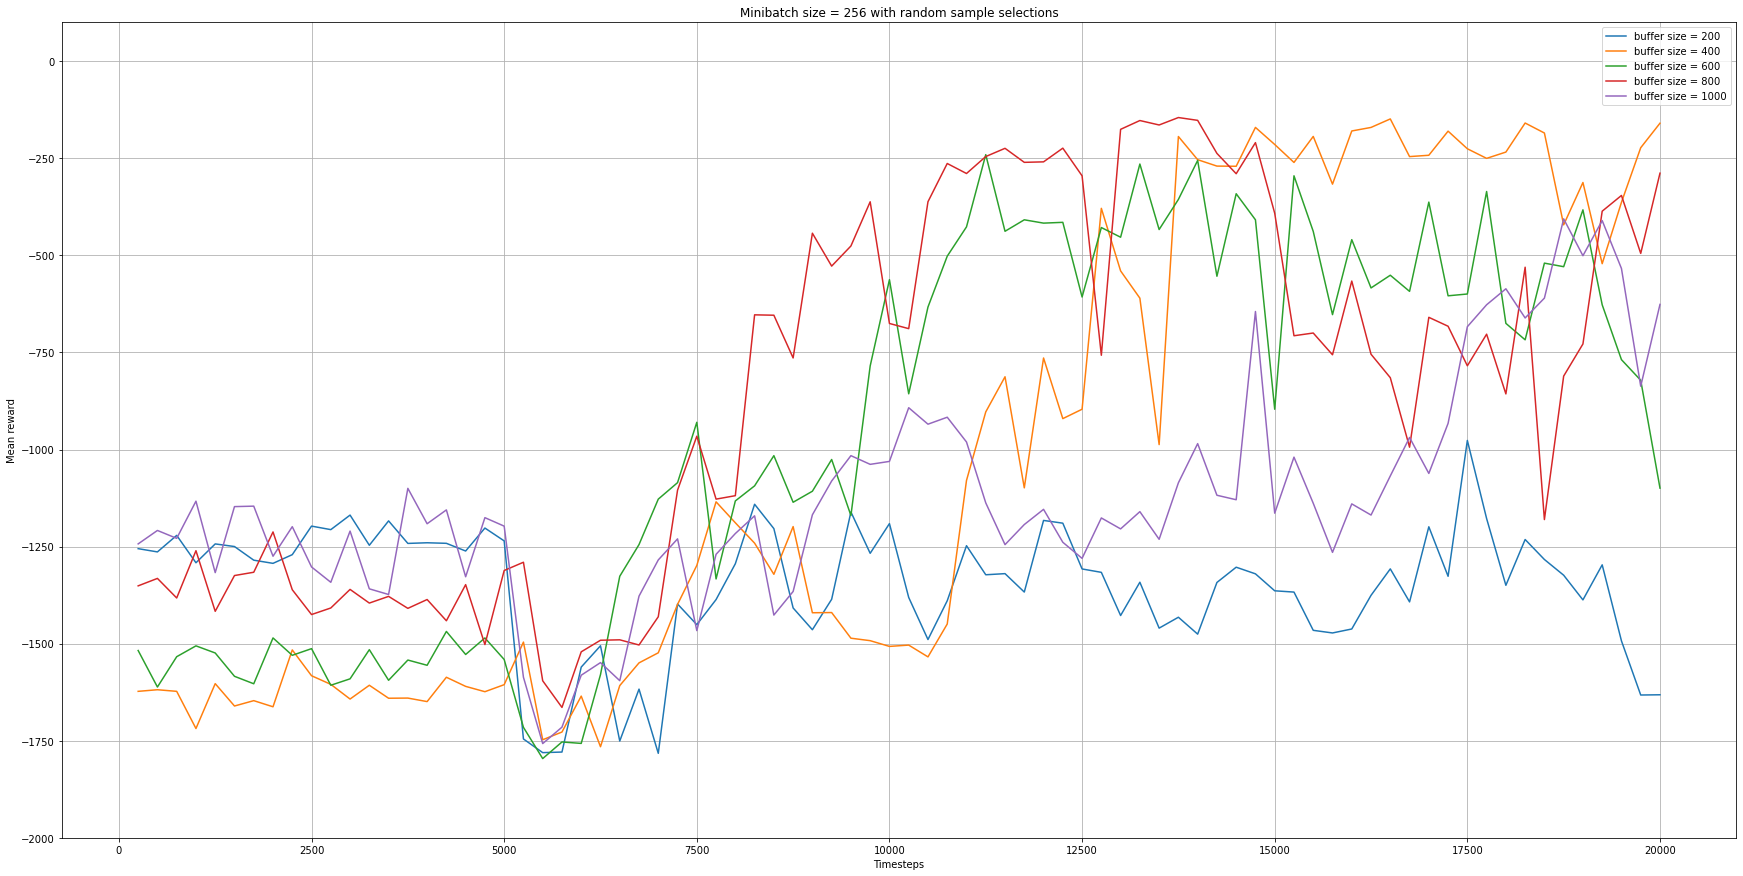 Minibatch size = 256 with random sample selections
buffer size = 200
buffer size = 400
buffer size = 600
buffer size = 800
buffer size = 1000
0
−250
−500
−750
−1000
−1250
−1500
−1750
−2000
Mean reward
0 2500 5000 7500 10000 12500 15000 17500 20000
Timesteps